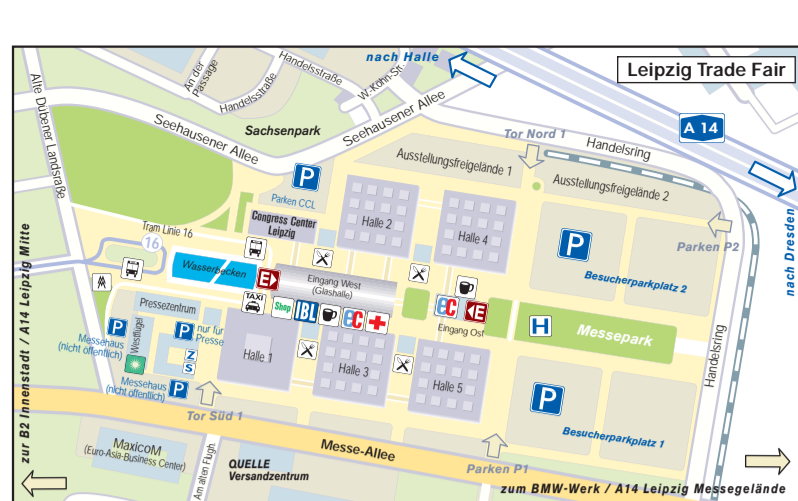 nach Halle
Leipzig Trade Fair
A 14
Handelsstraße
An der
Passage
Handelsstraße
W.-Köhn-Str.
Alte Dübener Landsraße
Seehausener Allee
Sachsenpark
Seehausener Allee
Tor Nord 1
Handelsring
Ausstellungsfreigelände 1
Ausstellungsfreigelände 2
P
Parken CCL
Congress Center
Leipzig
Halle 2
Halle 4
P
Parken P2
nach Dresden
Besucherparkplatz 2
Tram Linie 16
16
Wasserbecken
E
Eingang West
(Glashalle)
TAXI
Shop
IBL
EC
EC
E
Eingang Ost
H
Messepark
Handelsring
Pressezentrum
P
Messehaus
(nicht öffentlich)
Westflügel
P
nur für
Presse
Z
S
Messehaus
(nicht öffentlich)
P
Halle 1
Halle 3
Halle 5
P
Besucherparkplatz 1
Tor Süd 1
Messe-Allee
Parken P1
zur B2 Innenstadt / A14 Leipzig Mitte
MaxicoM
(Euro-Asia-Business Center)
Am alten Flugh.
QUELLE
Versandzentrum
zum BMW-Werk / A14 Leipzig Messegelände